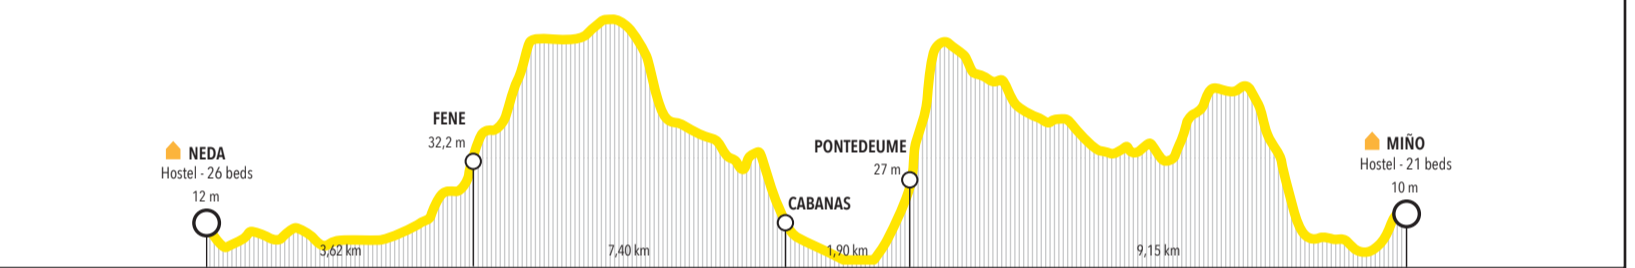 NEDA
Hostel - 26 beds
12 m
3,62 km
FENE
32,2 m
7,40 km
CABANAS
1,90 km
PONTEDEUME
27 m
9,15 km
MIÑO
Hostel - 21 beds
10 m